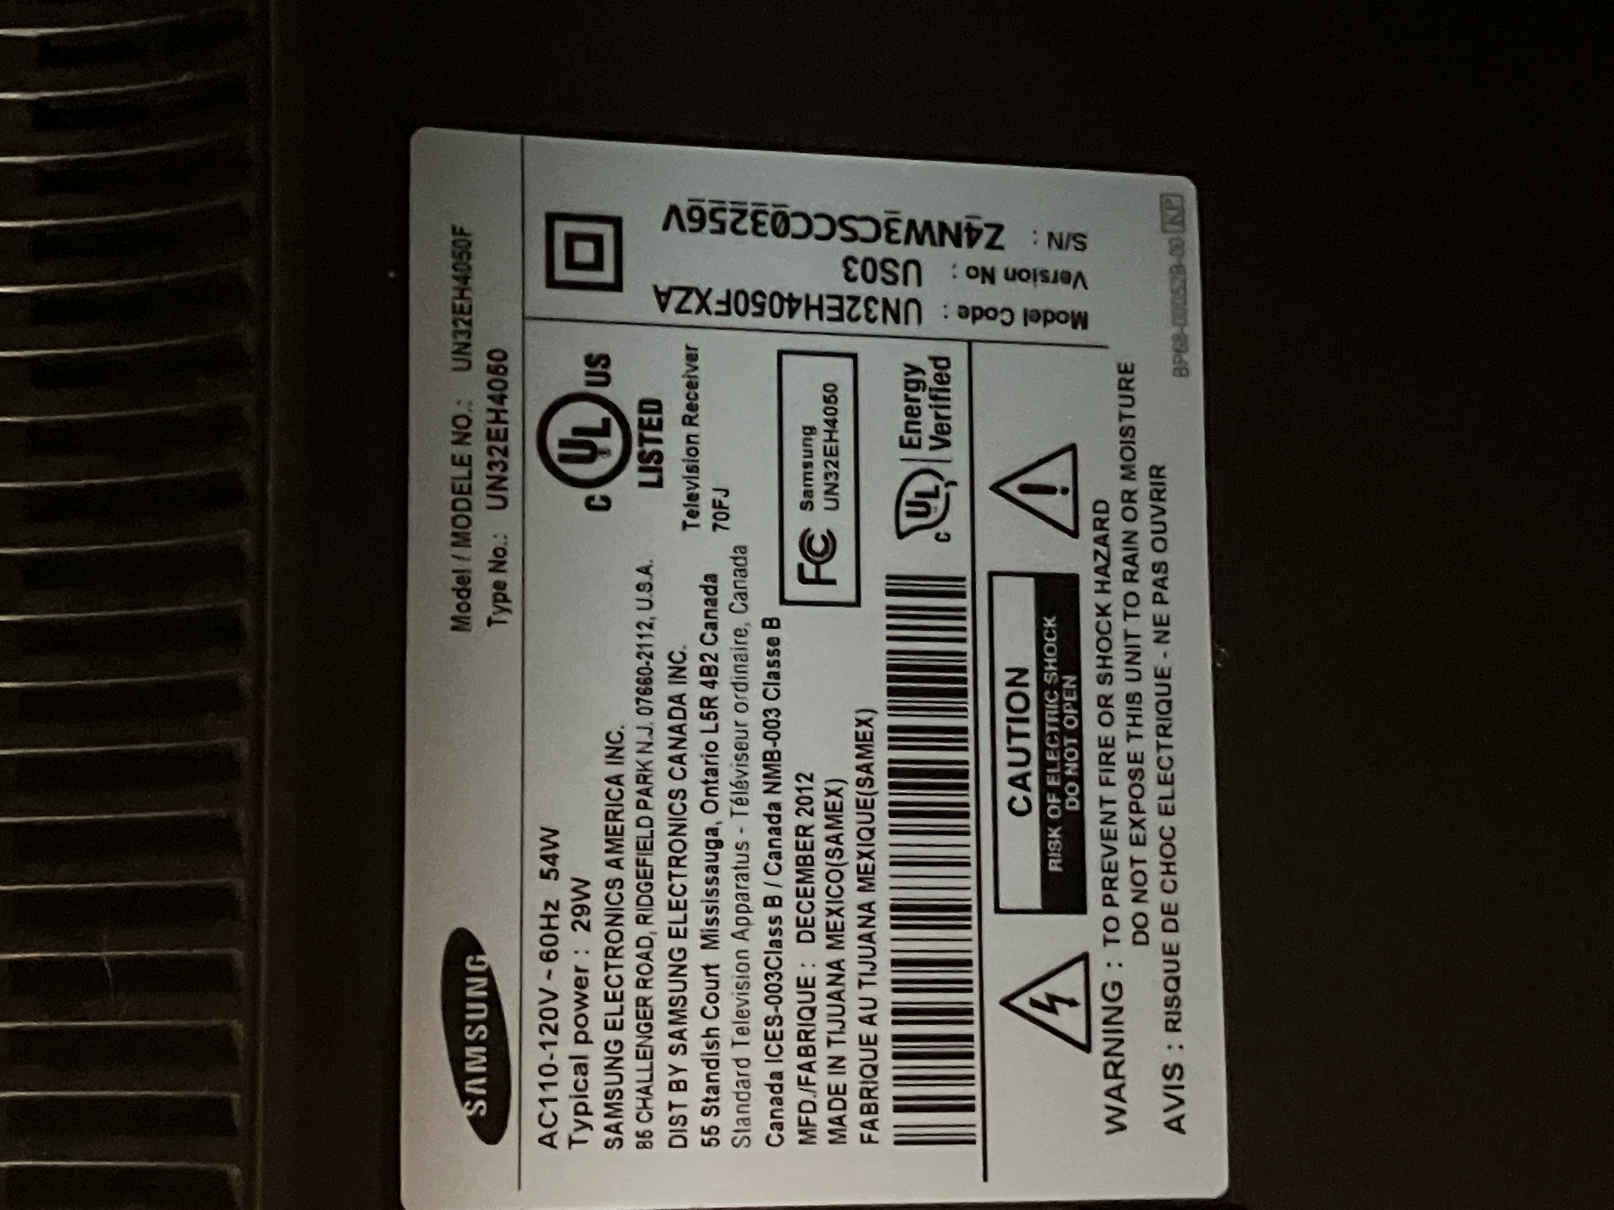 SAMSUNG
Model / MODELE NO.: UN32EH4050F
Type No.: UN32EH4050
AC110-120V ~ 60Hz 54W
Typical power : 29W
SAMSUNG ELECTRONICS AMERICA INC.
85 CHALLENGER ROAD, RIDGEFIELD PARK N.J. 07660-2112, U.S.A.
DIST BY SAMSUNG ELECTRONICS CANADA INC.
55 Standish Court Mississauga, Ontario L5R 4B2 Canada
Standard Television Apparatus - Téléviseur ordinaire, Canada
Canada ICES-003Class B / Canada NMB-003 Classe B
MFD./FABRIQUE : DECEMBER 2012
MADE IN TIJUANA MEXICO(SAMEX)
FABRIQUE AU TIJUANA MEXIQUE(SAMEX)
C UL US
LISTED
Television Receiver
70FJ
FC Samsung
UN32EH4050
c UL Energy
Verified
Model Code : UN32EH4050FXZA
Version No : US03
S/N : Z4NW3CSCC03256V
CAUTION
RISK OF ELECTRIC SHOCK
DO NOT OPEN
WARNING : TO PREVENT FIRE OR SHOCK HAZARD
DO NOT EXPOSE THIS UNIT TO RAIN OR MOISTURE
AVIS : RISQUE DE CHOC ELECTRIQUE - NE PAS OUVRIR
KP